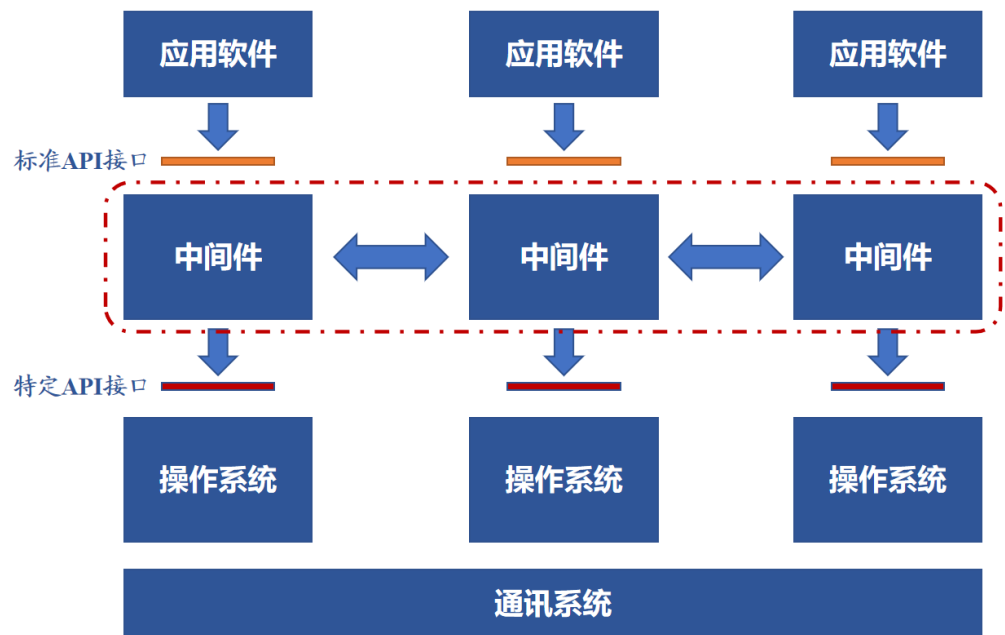 应用软件 应用软件 应用软件
标准API接口
中间件 中间件 中间件
特定API接口
操作系统 操作系统 操作系统
通讯系统